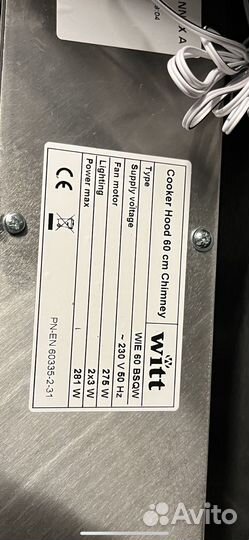 NNEX A
witt
Cooker Hood 60 cm Chimney
Type WIE 60 BSQW
Supply voltage ~ 230 V 50 Hz
Fan motor 275 W
Lighting 2x3 W
Power max 281 W
CE
PN-EN 60335-2-31
Avito